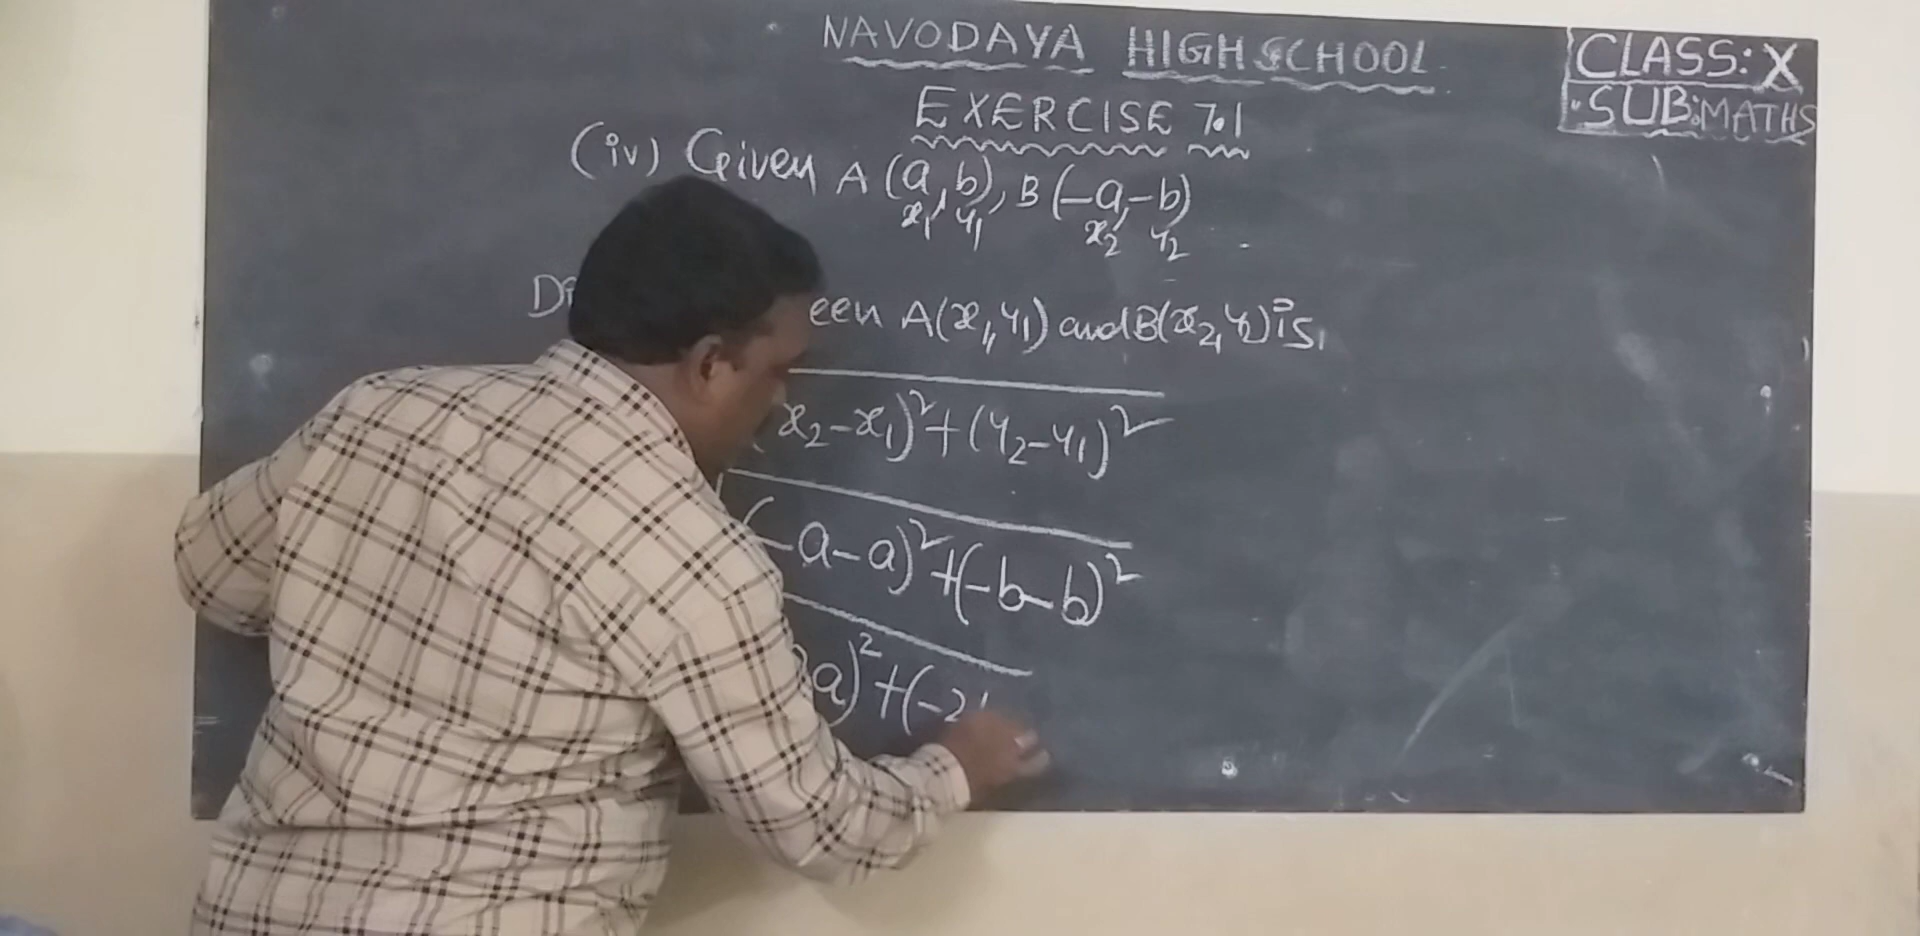 NAVODAYA HIGH SCHOOL
CLASS: X
SUB: MATHS
EXERCISE 7.1
(iv) Given A (a, b), B (-a, -b)
x₁ y₁ x₂ y₂
A(x₁, y₁) and B(x₂, y₂) is,
x₂-x₁)²+(y₂-y₁)²
(-a-a)²+(-b-b)²
a)²+(-2